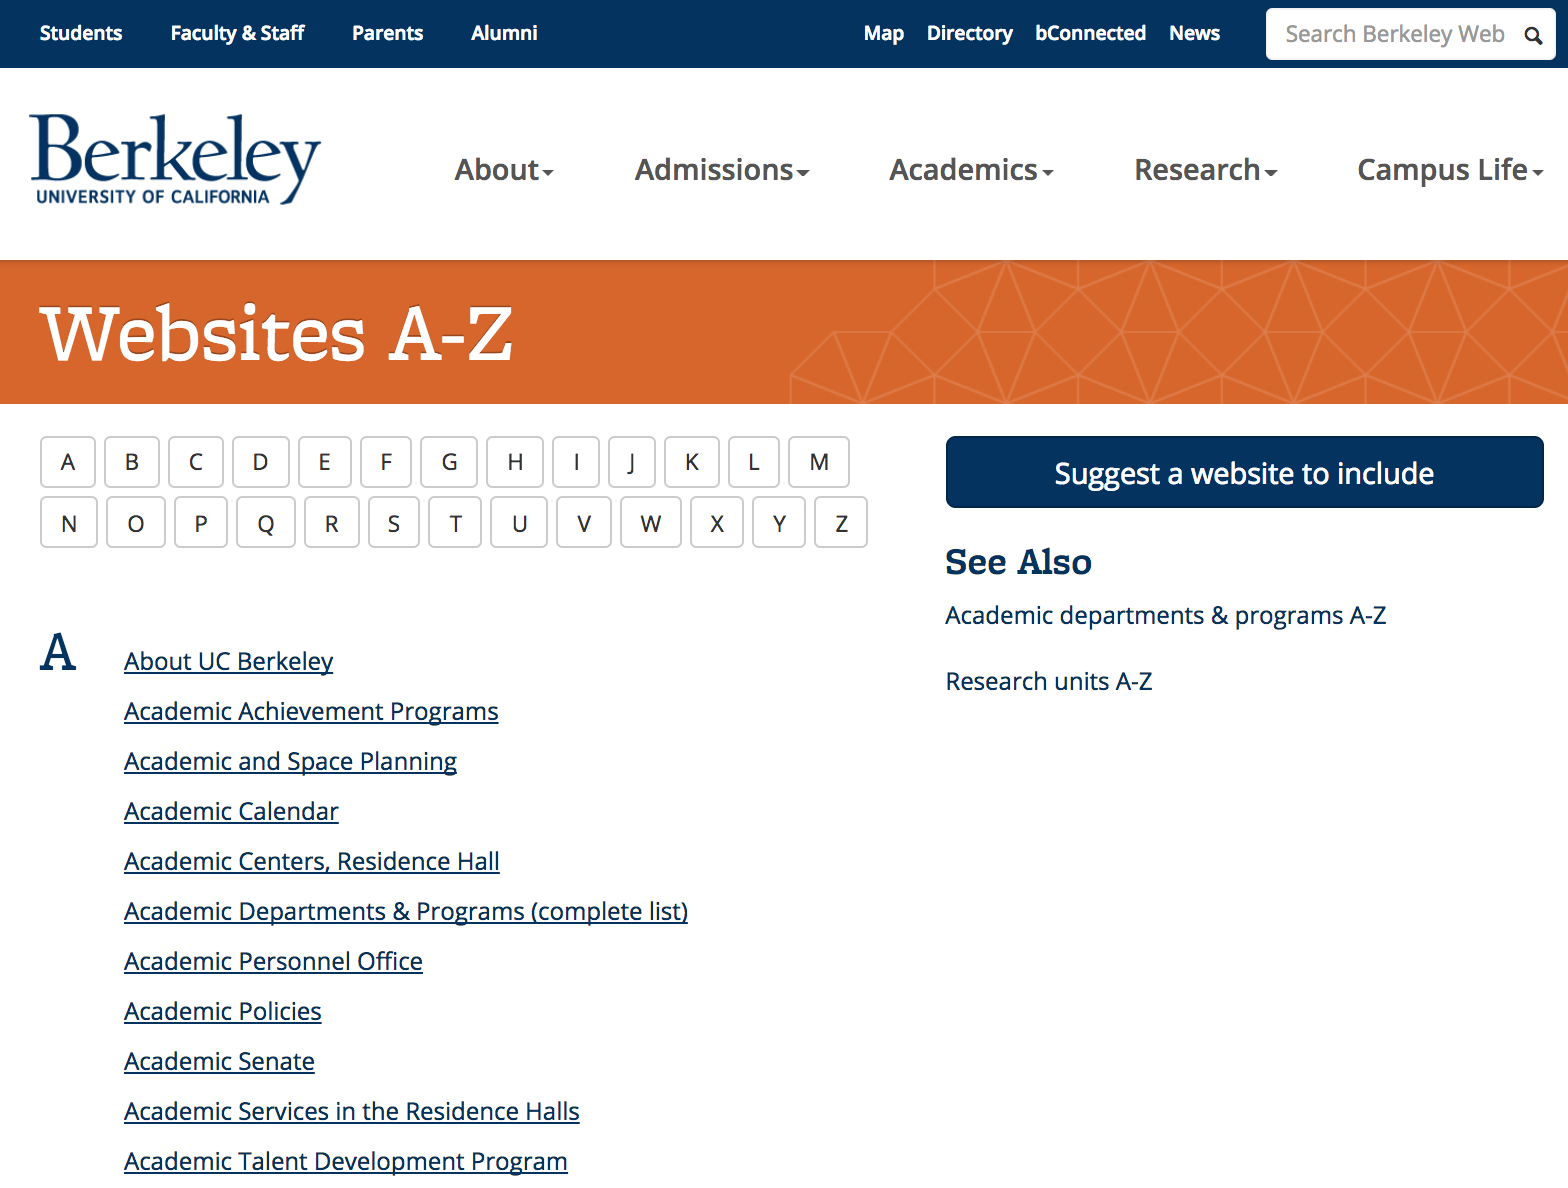 Students Faculty & Staff Parents Alumni Map Directory bConnected News Search Berkeley Web
Berkeley
UNIVERSITY OF CALIFORNIA
About Admissions Academics Research Campus Life
Websites A-Z
A B C D E F G H I J K L M
N O P Q R S T U V W X Y Z
Suggest a website to include
See Also
Academic departments & programs A-Z
Research units A-Z
A
About UC Berkeley
Academic Achievement Programs
Academic and Space Planning
Academic Calendar
Academic Centers, Residence Hall
Academic Departments & Programs (complete list)
Academic Personnel Office
Academic Policies
Academic Senate
Academic Services in the Residence Halls
Academic Talent Development Program